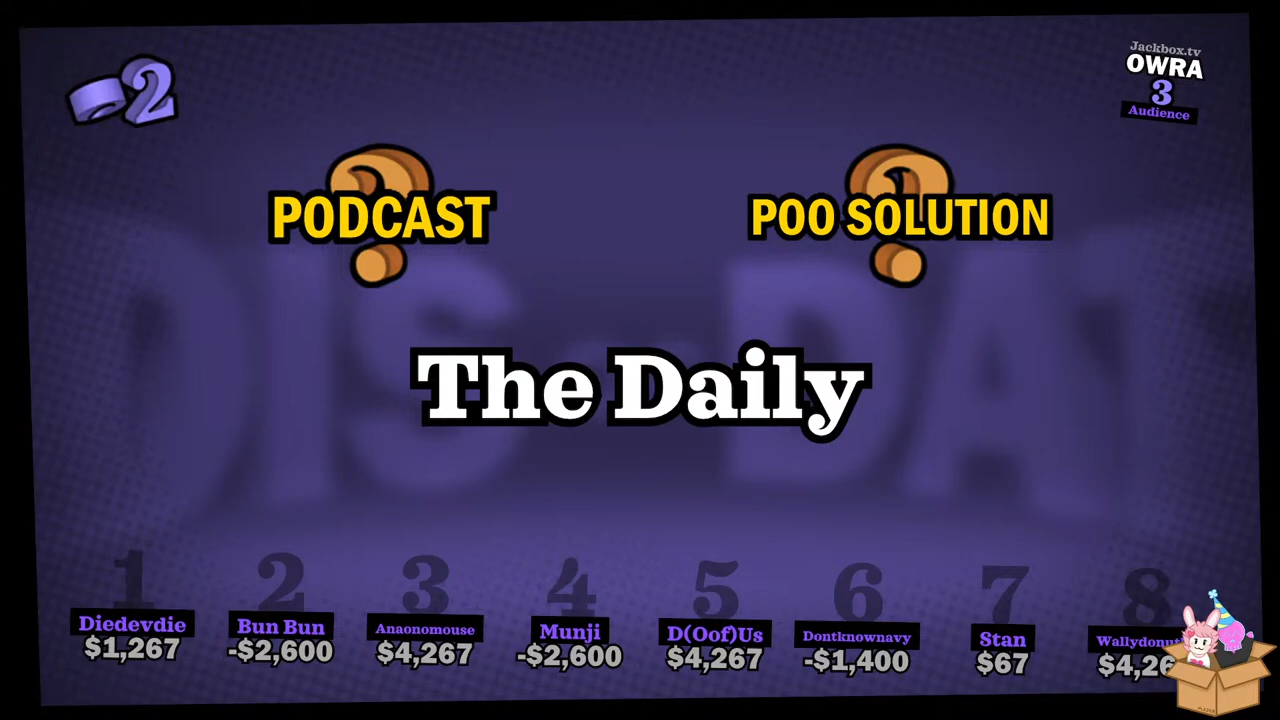 2
Jackbox.tv
OWRA
3
Audience
PODCAST
POO SOLUTION
The Daily
DIS DAT
1 2 3 4 5 6 7 8
Diedevdie Bun Bun Anaonomouse Munji D(Oof)Us Dontknownavy Stan
$1,267 -$2,600 $4,267 -$2,600 $4,267 -$1,400 $67